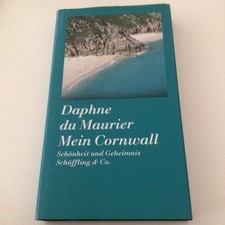 Daphne
du Maurier
Mein Cornwall
Schönheit und Geheimnis
Schöffling & Co.